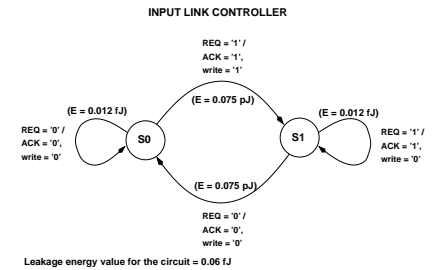 INPUT LINK CONTROLLER
REQ = '1' /
ACK = '1',
write = '1'
(E = 0.075 pJ)
(E = 0.012 fJ)
REQ = '0' /
ACK = '0',
write = '0'
S0
S1
(E = 0.012 fJ)
REQ = '1' /
ACK = '1',
write = '0'
(E = 0.075 pJ)
REQ = '0' /
ACK = '0',
write = '0'
Leakage energy value for the circuit = 0.06 fJ